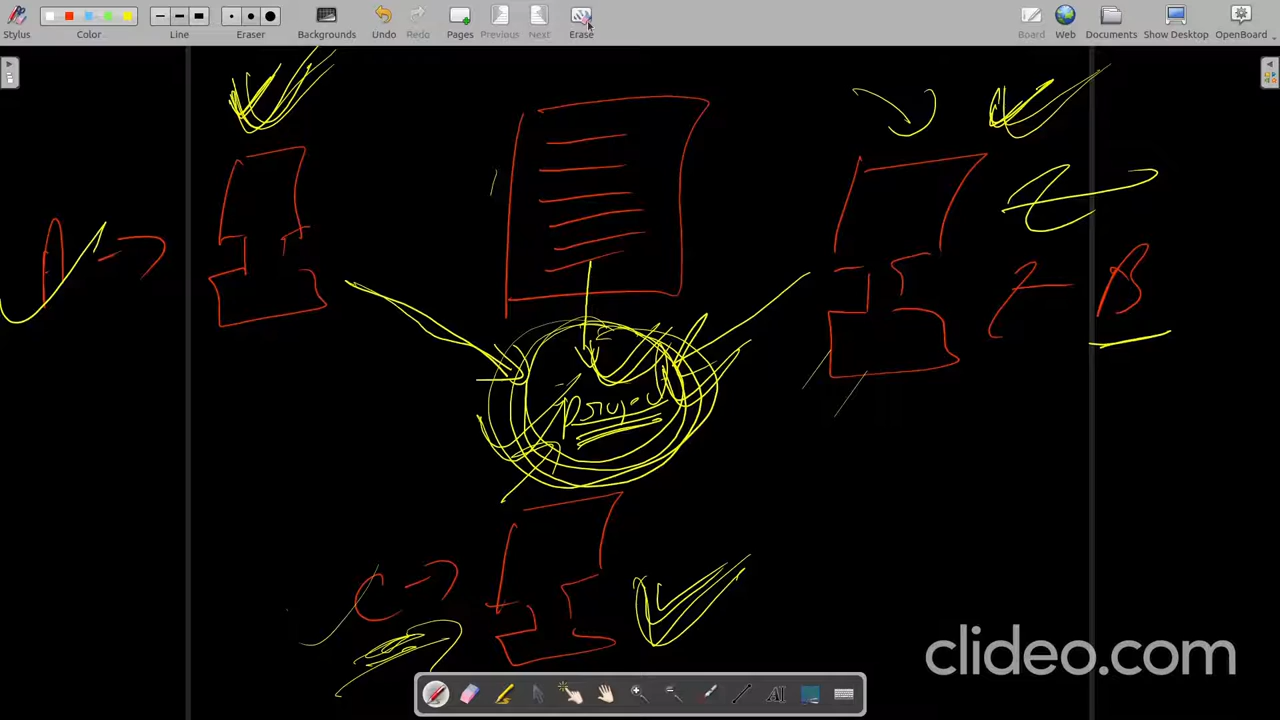 Stylus Color Line Eraser Backgrounds Undo Redo Pages Previous Next Erase Board Web Documents Show Desktop OpenBoard
A
B
C
clideo.com